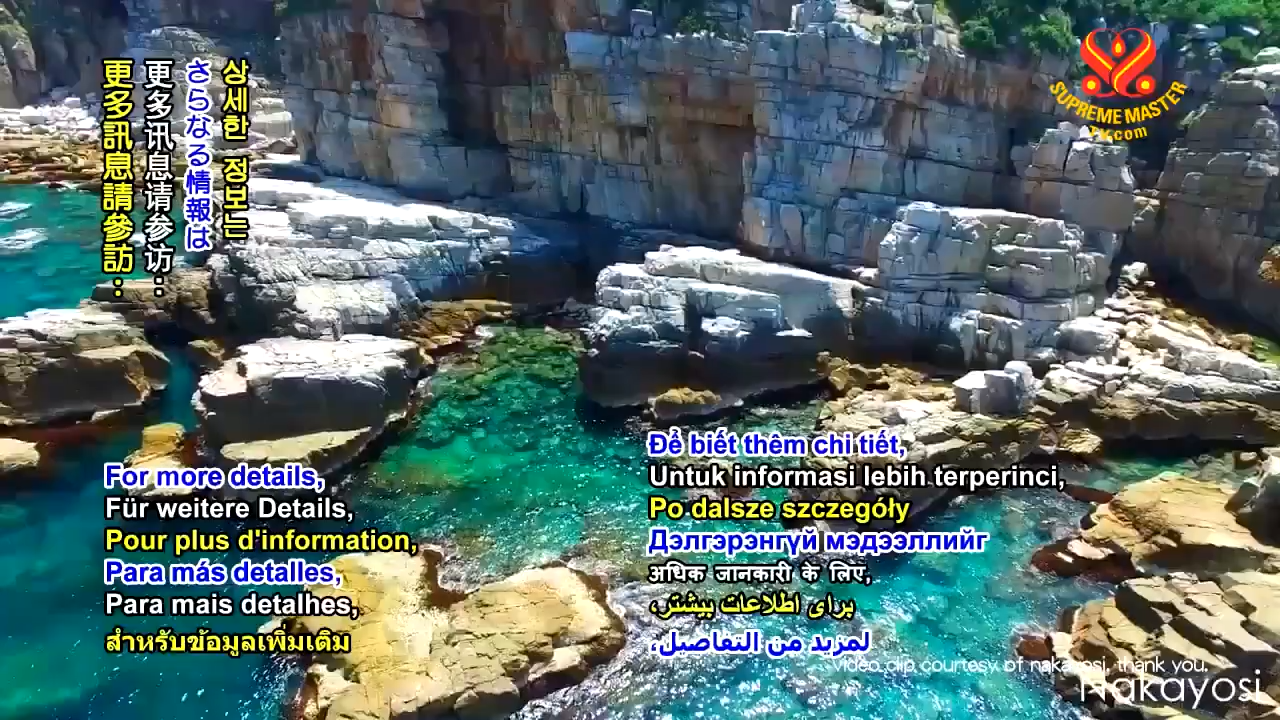 更多訊息請參訪：
更多讯息请参访：
さらなる情報は
상세한 정보는
SUPREME MASTER
TV.com
For more details,
Für weitere Details,
Pour plus d'information,
Para más detalles,
Para mais detalhes,
สำหรับข้อมูลเพิ่มเติม
Để biết thêm chi tiết,
Untuk informasi lebih terperinci,
Po dalsze szczegóły
Дэлгэрэнгүй мэдээллийг
अधिक जानकारी के लिए,
برای اطلاعات بیشتر،
لمزيد من التفاصيل،
Video clip courtesy of nakayosi, thank you.
Nakayosi